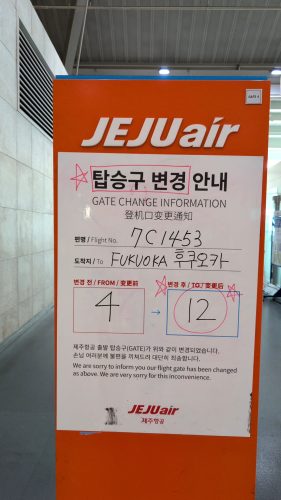 GATE 4
JEJUair
탑승구 변경 안내
GATE CHANGE INFORMATION
登机口变更通知
편명 / Flight No. 7C1453
도착지 / To FUKUOKA 후쿠오카
변경 전 / FROM / 变更前 변경 후 / TO / 变更后
4 → 12
제주항공 출발 탑승구(GATE)가 위와 같이 변경되었습니다.
손님 여러분께 불편을 끼쳐드려 대단히 죄송합니다.
We are sorry to inform you our flight gate has been changed
as above. We are very sorry for this inconvenience.
JEJUair
제주항공